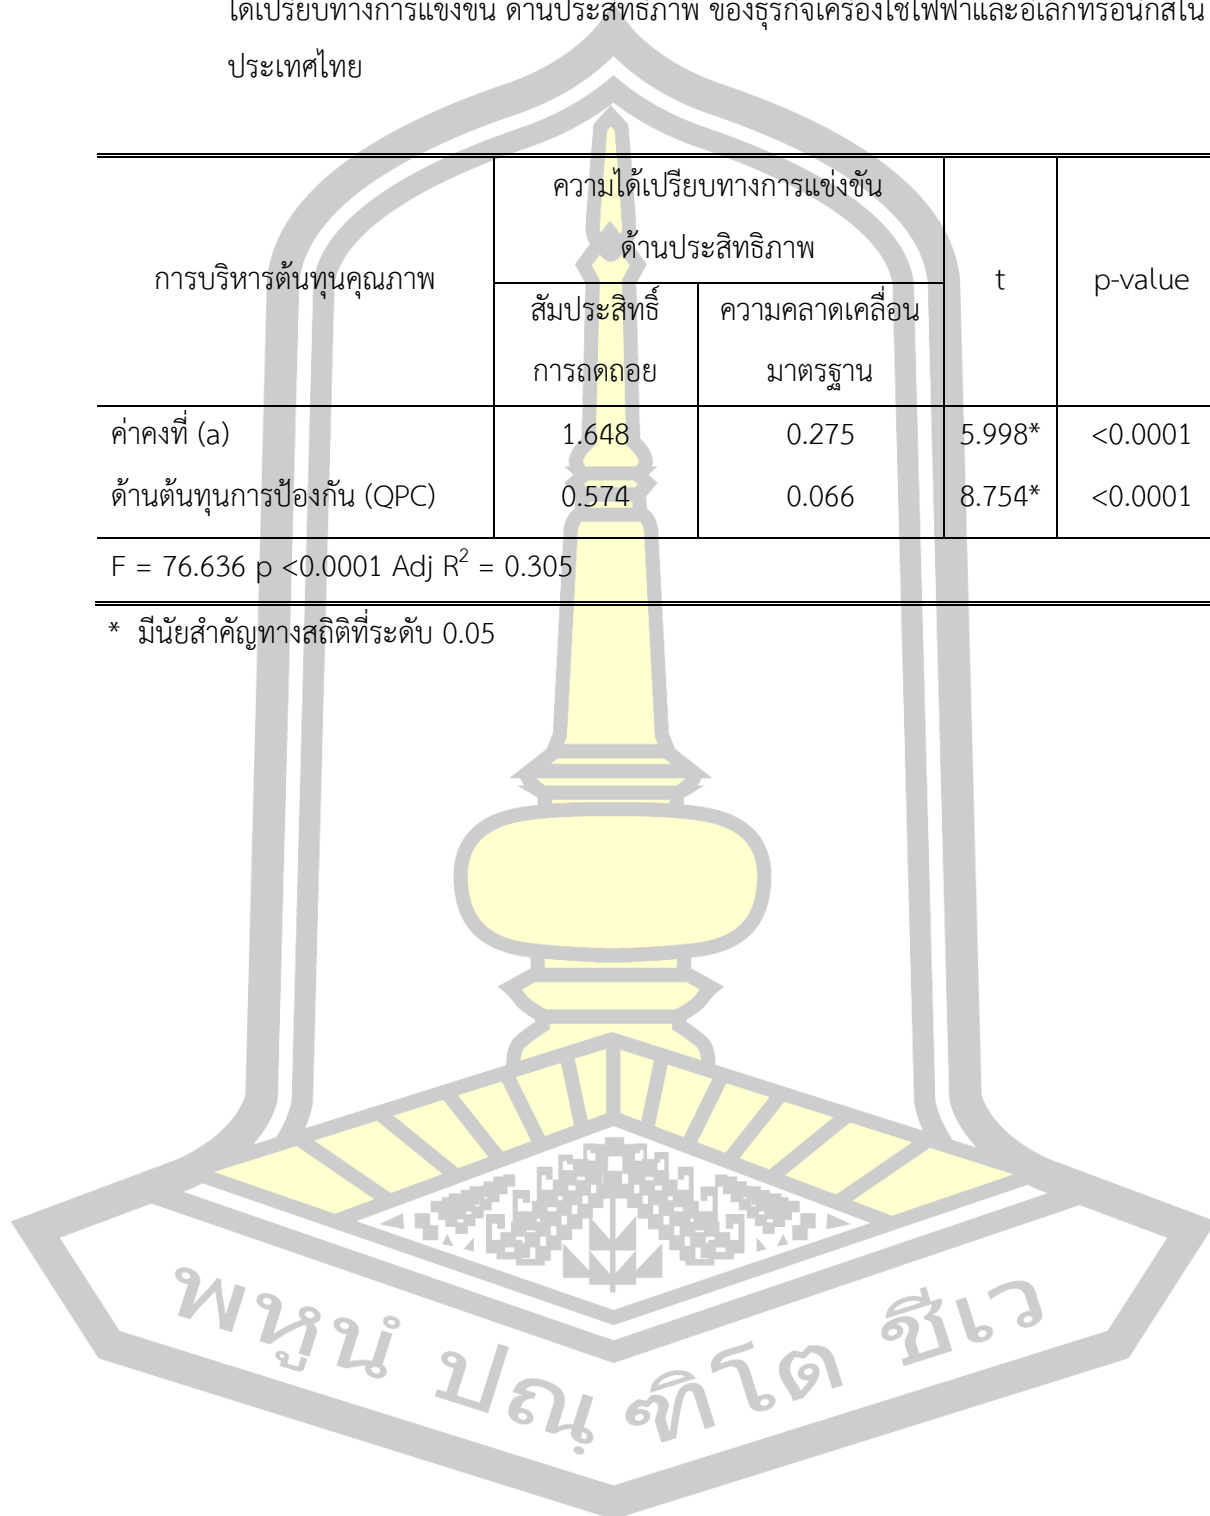 ได้เปรียบทางการแข่งขัน ด้านประสิทธิภาพ ของธุรกิจเครื่องใช้ไฟฟ้าและอิเล็กทรอนิกส์ใน
ประเทศไทย
การบริหารต้นทุนคุณภาพ
ความได้เปรียบทางการแข่งขัน
ด้านประสิทธิภาพ
t
p-value
สัมประสิทธิ์
การถดถอย
ความคลาดเคลื่อน
มาตรฐาน
ค่าคงที่ (a) 1.648 0.275 5.998* <0.0001
ด้านต้นทุนการป้องกัน (QPC) 0.574 0.066 8.754* <0.0001
F = 76.636 p <0.0001 Adj R² = 0.305
* มีนัยสำคัญทางสถิติที่ระดับ 0.05
พหูนํ ปณฺฑิโต ชีเว